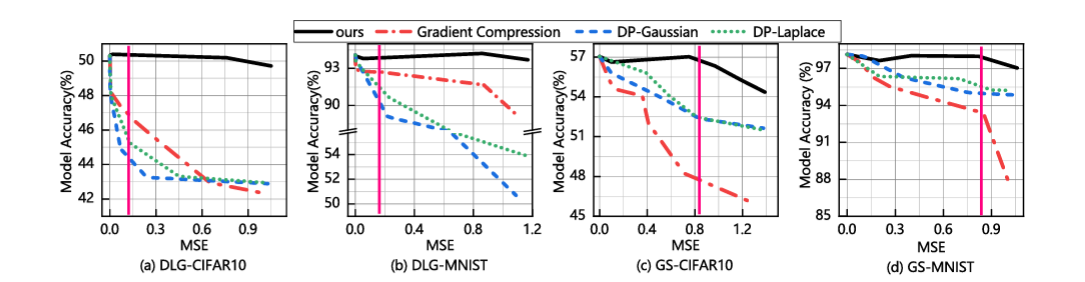 ours Gradient Compression DP-Gaussian DP-Laplace
Model Accuracy(%)
50
48
46
44
42
0.0 0.3 0.6 0.9
MSE
(a) DLG-CIFAR10
Model Accuracy(%)
93
90
54
52
50
0.0 0.4 0.8 1.2
MSE
(b) DLG-MNIST
Model Accuracy(%)
57
54
51
48
45
0.0 0.4 0.8 1.2
MSE
(c) GS-CIFAR10
Model Accuracy(%)
97
94
91
88
85
0.0 0.3 0.6 0.9
MSE
(d) GS-MNIST